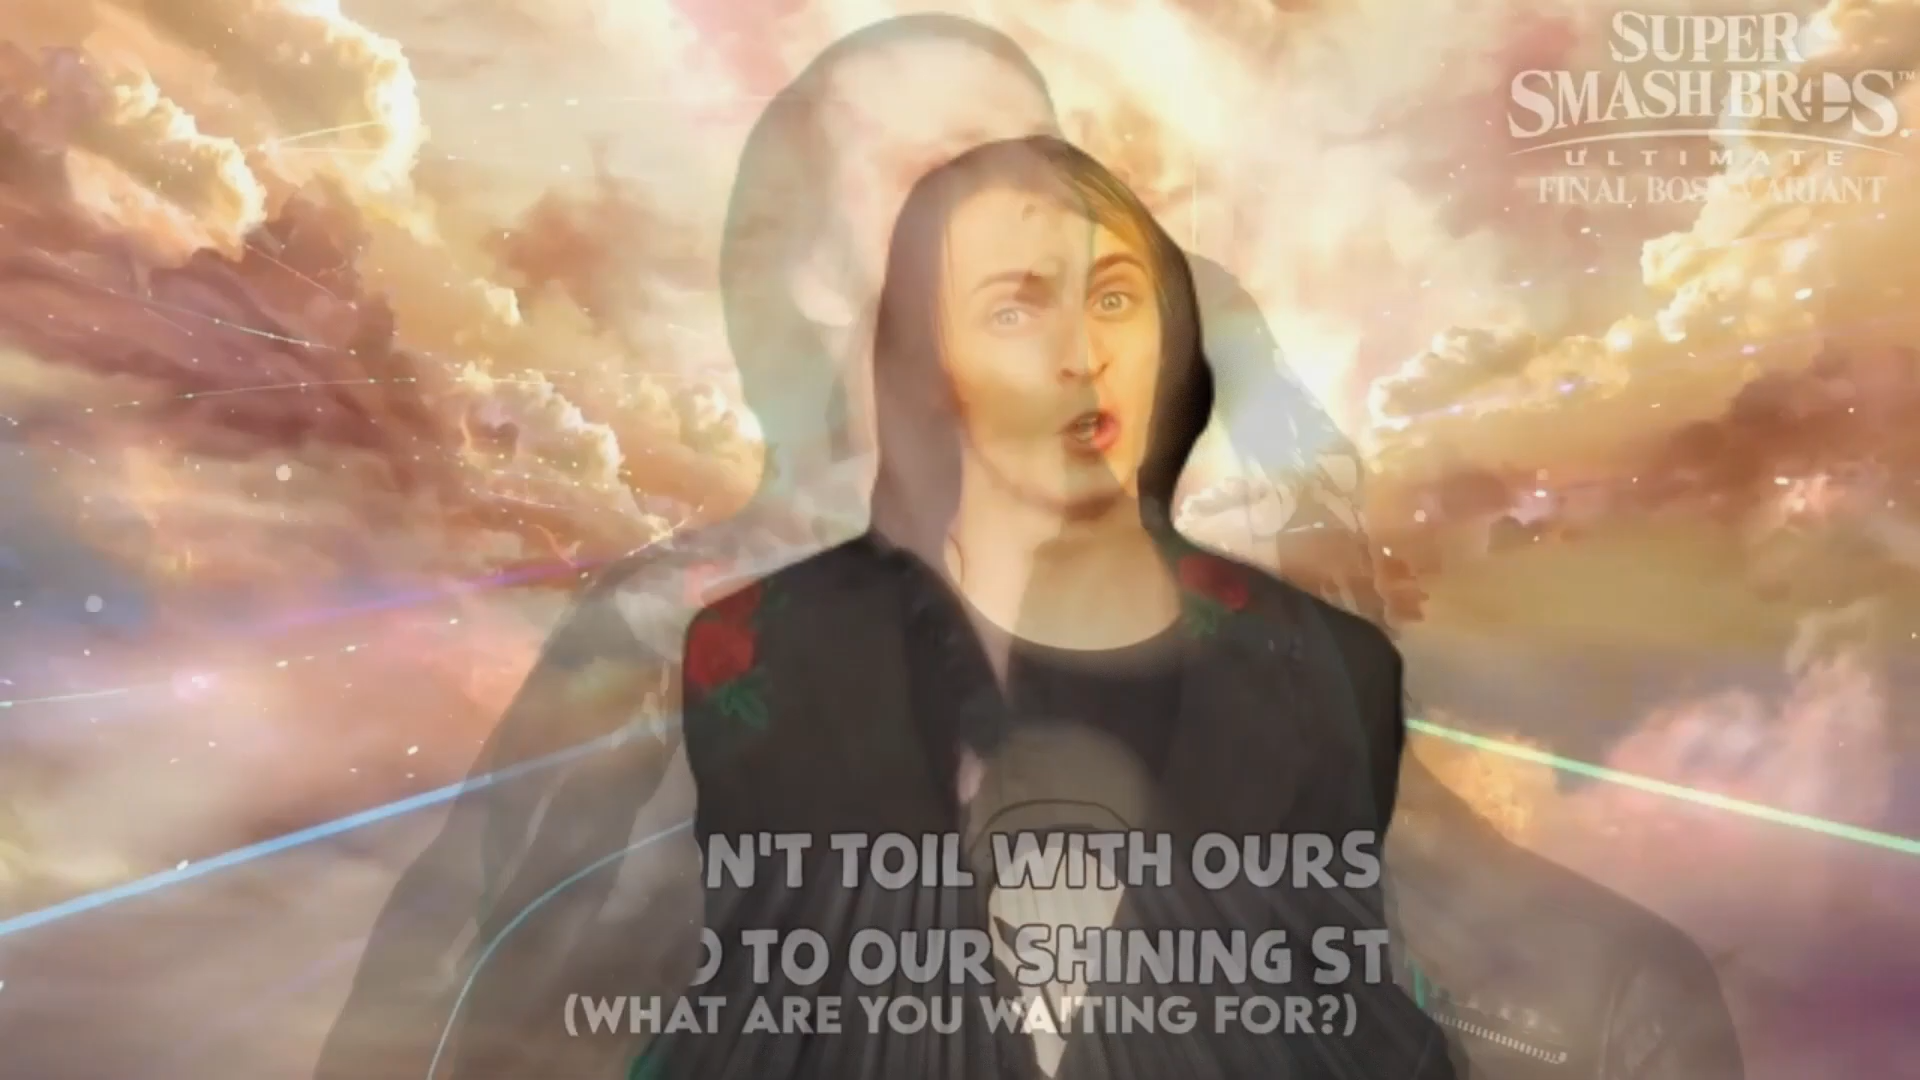 SUPER
SMASH BROS.™
ULTIMATE
FINAL BOSS VARIANT
N'T TOIL WITH OURS
TO OUR SHINING ST
(WHAT ARE YOU WAITING FOR?)